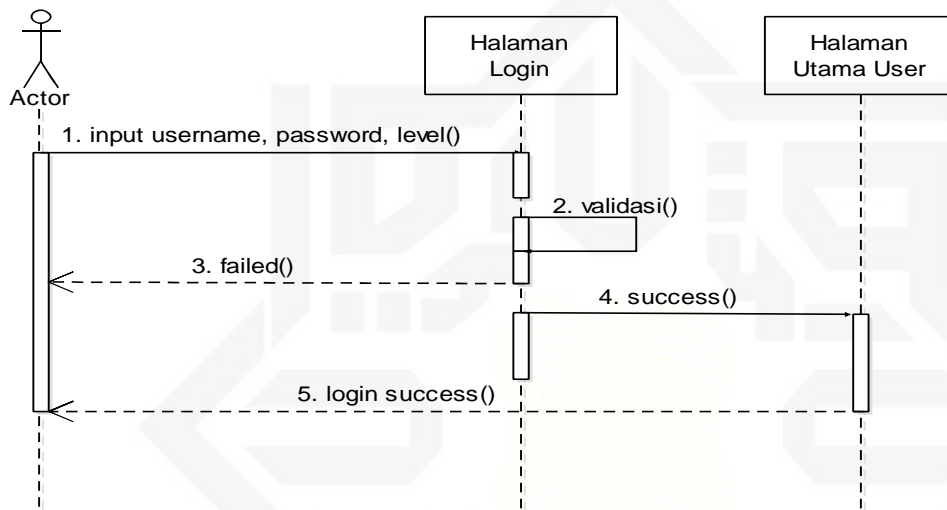 Actor
Halaman
Login
Halaman
Utama User
1. input username, password, level()
2. validasi()
3. failed()
4. success()
5. login success()